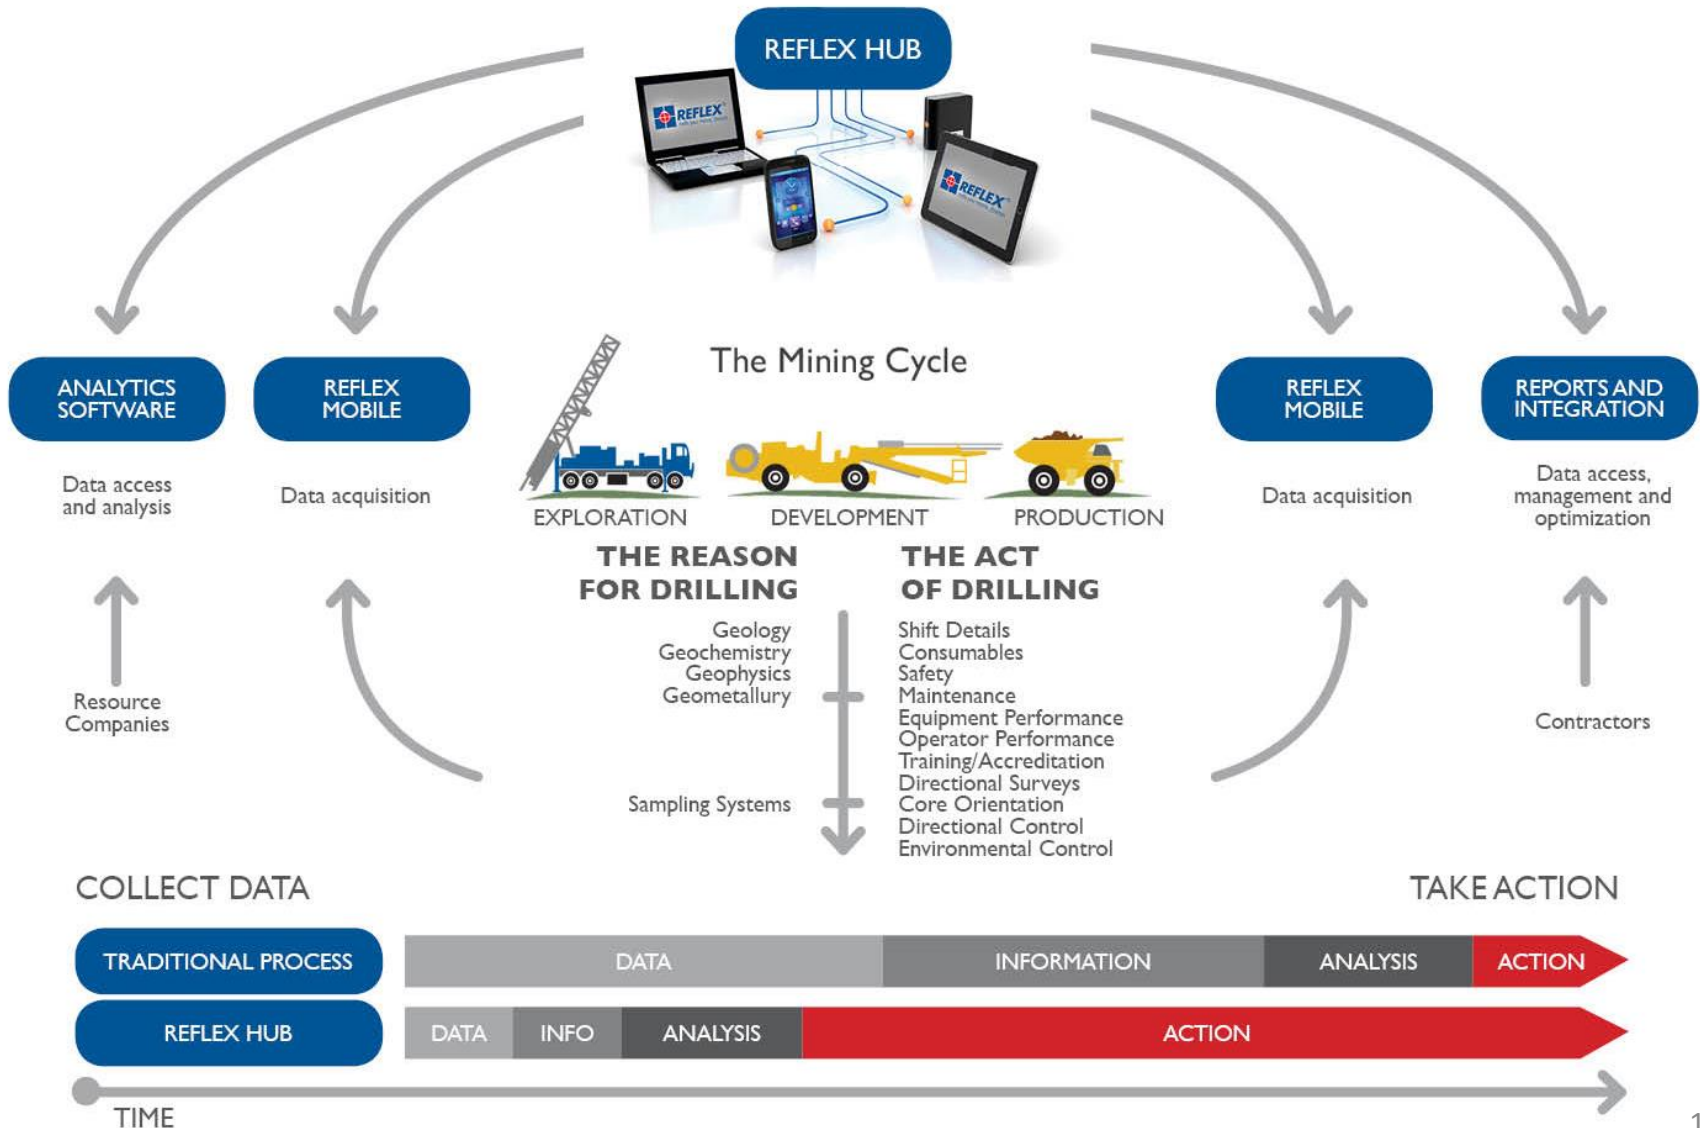 REFLEX HUB
REFLEX
REFLEX
The Mining Cycle
ANALYTICS
SOFTWARE
Data access
and analysis
Resource
Companies
REFLEX
MOBILE
Data acquisition
EXPLORATION
DEVELOPMENT
PRODUCTION
REFLEX
MOBILE
Data acquisition
REPORTS AND
INTEGRATION
Data access,
management and
optimization
Contractors
THE REASON
FOR DRILLING
Geology
Geochemistry
Geophysics
Geometallury
Sampling Systems
THE ACT
OF DRILLING
Shift Details
Consumables
Safety
Maintenance
Equipment Performance
Operator Performance
Training/Accreditation
Directional Surveys
Core Orientation
Directional Control
Environmental Control
COLLECT DATA
TAKE ACTION
TRADITIONAL PROCESS
DATA
INFORMATION
ANALYSIS
ACTION
REFLEX HUB
DATA
INFO
ANALYSIS
ACTION
TIME
1